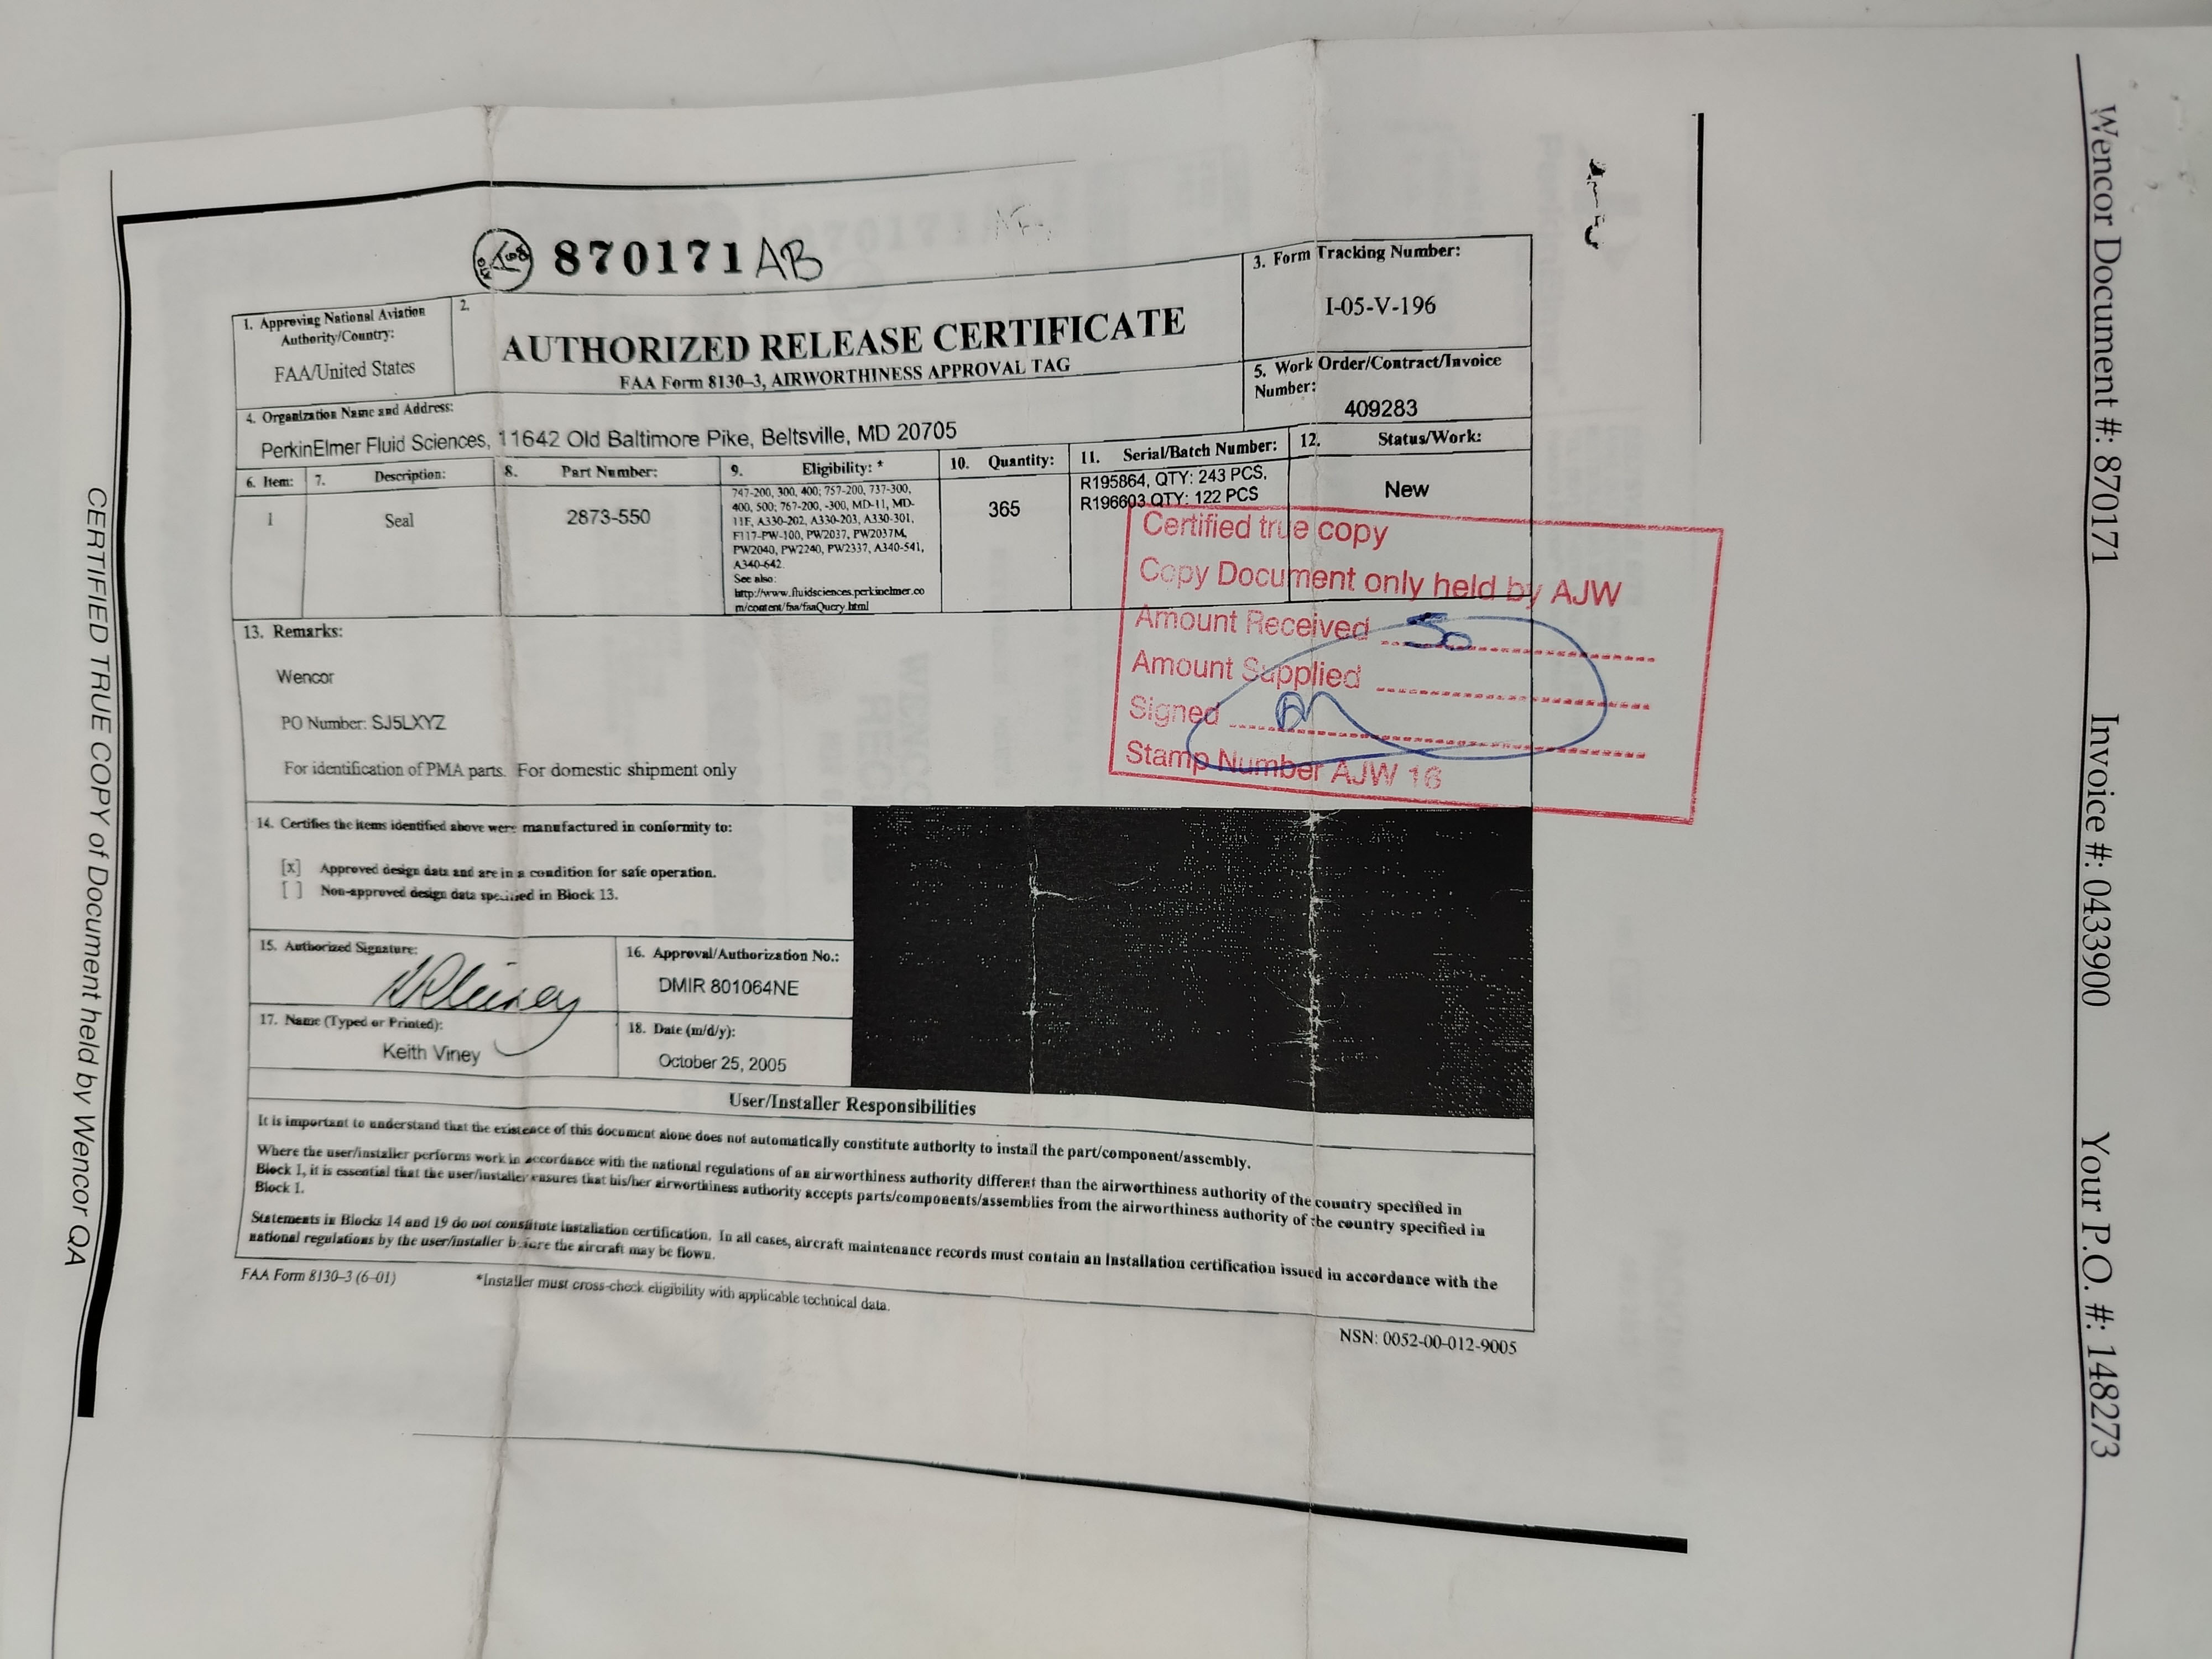 870171 AB
1. Approving National Aviation Authority/Country:
FAA/United States
2.
AUTHORIZED RELEASE CERTIFICATE
FAA Form 8130–3, AIRWORTHINESS APPROVAL TAG
3. Form Tracking Number:
I-05-V-196
4. Organization Name and Address:
PerkinElmer Fluid Sciences, 11642 Old Baltimore Pike, Beltsville, MD 20705
5. Work Order/Contract/Invoice Number:
409283
6. Item:
7. Description:
8. Part Number:
9. Eligibility: *
10. Quantity:
11. Serial/Batch Number:
12. Status/Work:
1
Seal
2873-550
747-200, 300, 400; 757-200, 737-300,
400, 500; 767-200, -300, MD-11, MD-
11F, A330-202, A330-203, A330-301,
F117-PW-100, PW2037, PW2037M,
PW2040, PW2240, PW2337, A340-541,
A340-642.
See also:
http://www.fluidsciences.perkinelmer.co
m/content/faa/faaQuery.html
365
R195864, QTY: 243 PCS,
R196603 QTY: 122 PCS
New
Certified true copy
Copy Document only held by AJW
Amount Received 50
Amount Supplied
Signed
Stamp Number AJW 16
13. Remarks:
Wencor
PO Number: SJ5LXYZ
For identification of PMA parts. For domestic shipment only
14. Certifies the items identified above were manufactured in conformity to:
[x] Approved design data and are in a condition for safe operation.
[ ] Non-approved design data specified in Block 13.
15. Authorized Signature:
16. Approval/Authorization No.:
DMIR 801064NE
17. Name (Typed or Printed):
Keith Viney
18. Date (m/d/y):
October 25, 2005
User/Installer Responsibilities
It is important to understand that the existence of this document alone does not automatically constitute authority to install the part/component/assembly.
Where the user/installer performs work in accordance with the national regulations of an airworthiness authority different than the airworthiness authority of the country specified in
Block 1, it is essential that the user/installer ensures that his/her airworthiness authority accepts parts/components/assemblies from the airworthiness authority of the country specified in
Block 1.
Statements in Blocks 14 and 19 do not constitute installation certification. In all cases, aircraft maintenance records must contain an Installation certification issued in accordance with the
national regulations by the user/installer before the aircraft may be flown.
FAA Form 8130–3 (6–01)
*Installer must cross-check eligibility with applicable technical data.
NSN: 0052-00-012-9005
CERTIFIED TRUE COPY of Document held by Wencor QA
Wencor Document #: 870171 Invoice #: 0433900 Your P.O. #: 148273